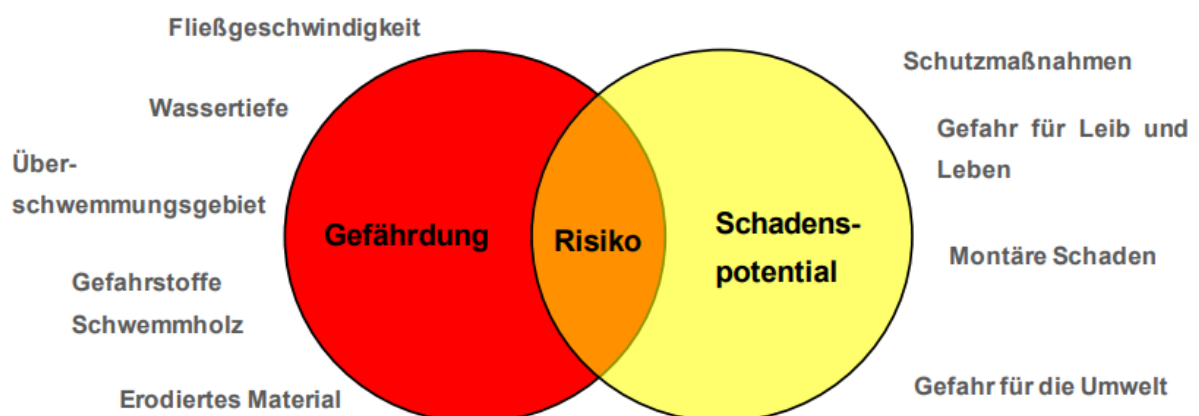 Fließgeschwindigkeit
Wassertiefe
Über-
schwemmungsgebiet
Gefahrstoffe
Schwemmholz
Erodiertes Material
Gefährdung
Risiko
Schadens-
potential
Schutzmaßnahmen
Gefahr für Leib und
Leben
Montäre Schaden
Gefahr für die Umwelt